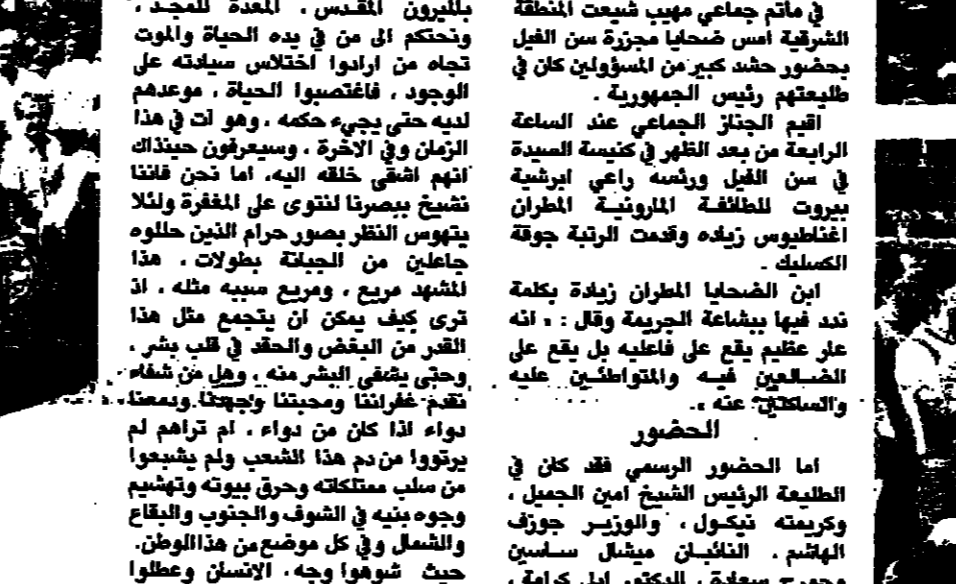 في مأتم جماعي مهيب شيعت المنطقة
الشرقية امس ضحايا مجزرة سن الفيل
بحضور حشد كبير من المسؤولين كان في
طليعتهم رئيس الجمهورية .
اقيم الجناز الجماعي عند الساعة
الرابعة من بعد الظهر في كنيسة السيدة
في سن الفيل ورئسه راعي ابرشية
بيروت للطائفة المارونية المطران
اغناطيوس زياده وقدمت الرتبة جوقة
الكسليك .
ابن الضحايا المطران زيادة بكلمة
ندد فيها ببشاعة الجريمة وقال : « انه
عار عظيم يقع على فاعليه بل يقع على
الضالعين فيه والمتواطئين عليه
والساكتين عنه ».
الحضور
اما الحضور الرسمي فقد كان في
الطليعة الرئيس الشيخ امين الجميل ،
وكريمته نيكول ، والوزير جوزف
الهاشم . النائبان ميشال ساسين
وجورج سعادة ، الدكتور ايلي كرامة ،
بالميرون المقدس ، المعدة للمجد ،
ونحتكم الى من في يده الحياة والموت
تجاه من ارادوا اختلاس سيادته على
الوجود ، فاغتصبوا الحياة ، موعدهم
لديه حتى يجيء حكمه ، وهو آت في هذا
الزمان وفي الاخرة ، وسيعرفون حينذاك
انهم اشقى خلقه اليه، اما نحن فاننا
نشيح ببصرنا لنقوى على المغفرة ولئلا
يتهوس النظر بصور حرام الذين حللوه
جاعلين من الجبانة بطولات . هذا
المشهد مريع ، ومريع سببه مثله ، اذ
ترى كيف يمكن ان يتجمع مثل هذا
القدر من البغض والحقد في قلب بشر ،
وحتى يشفى البشر منه ، وهل من شفاء
نقدم غفراننا ومحبتنا
دواء اذا كان من دواء . ام تراهم لم
يرتووا من دم هذا الشعب ولم يشبعوا
من سلب ممتلكاته وحرق بيوته وتهشيم
وجوه بنيه في الشوف والجنوب والبقاع
والشمال وفي كل موضع من هذا الوطن.
حيث شوهوا وجه الانسان وعطلوا